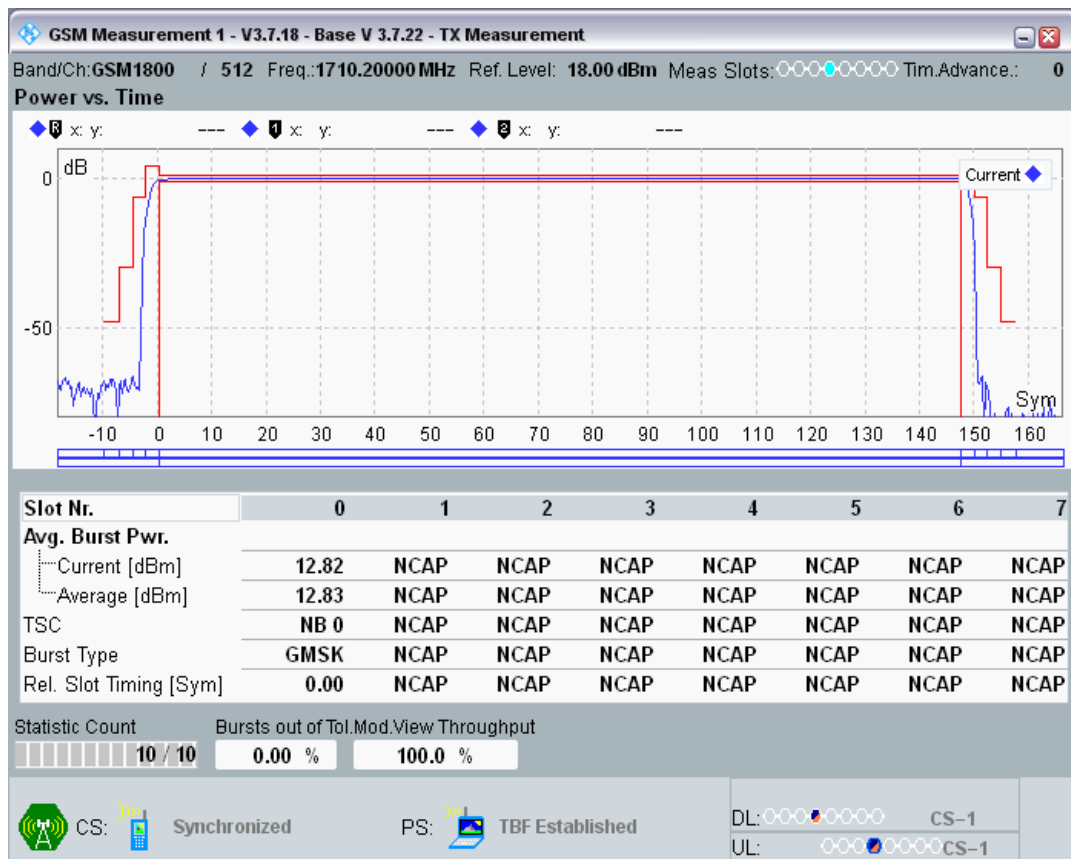 GSM Measurement 1 - V3.7.18 - Base V 3.7.22 - TX Measurement
Band/Ch:GSM1800 / 512 Freq.:1710.20000 MHz Ref. Level: 18.00 dBm Meas Slots: Tim.Advance.: 0
Power vs. Time
R x: y: --- 1 x: y: --- 2 x: y: ---
dB
0
Current
-50
Sym
-10 0 10 20 30 40 50 60 70 80 90 100 110 120 130 140 150 160
Slot Nr. 0 1 2 3 4 5 6 7
Avg. Burst Pwr.
Current [dBm] 12.82 NCAP NCAP NCAP NCAP NCAP NCAP NCAP
Average [dBm] 12.83 NCAP NCAP NCAP NCAP NCAP NCAP NCAP
TSC NB 0 NCAP NCAP NCAP NCAP NCAP NCAP NCAP
Burst Type GMSK NCAP NCAP NCAP NCAP NCAP NCAP NCAP
Rel. Slot Timing [Sym] 0.00 NCAP NCAP NCAP NCAP NCAP NCAP NCAP
Statistic Count Bursts out of Tol.Mod.View Throughput
10 / 10 0.00 % 100.0 %
CS: Synchronized PS: TBF Established
DL: CS-1
UL: CS-1